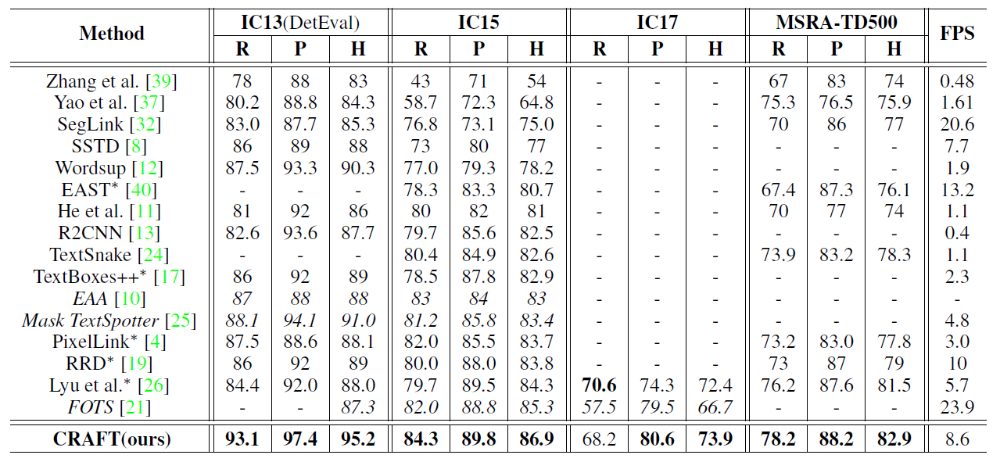 Method IC13(DetEval) IC15 IC17 MSRA-TD500 FPS
R P H R P H R P H R P H
Zhang et al. [39] 78 88 83 43 71 54 - - - 67 83 74 0.48
Yao et al. [37] 80.2 88.8 84.3 58.7 72.3 64.8 - - - 75.3 76.5 75.9 1.61
SegLink [32] 83.0 87.7 85.3 76.8 73.1 75.0 - - - 70 86 77 20.6
SSTD [8] 86 89 88 73 80 77 - - - - - - 7.7
Wordsup [12] 87.5 93.3 90.3 77.0 79.3 78.2 - - - - - - 1.9
EAST* [40] - - - 78.3 83.3 80.7 - - - 67.4 87.3 76.1 13.2
He et al. [11] 81 92 86 80 82 81 - - - 70 77 74 1.1
R2CNN [13] 82.6 93.6 87.7 79.7 85.6 82.5 - - - - - - 0.4
TextSnake [24] - - - 80.4 84.9 82.6 - - - 73.9 83.2 78.3 1.1
TextBoxes++* [17] 86 92 89 78.5 87.8 82.9 - - - - - - 2.3
EAA [10] 87 88 88 83 84 83 - - - - - - -
Mask TextSpotter [25] 88.1 94.1 91.0 81.2 85.8 83.4 - - - - - - 4.8
PixelLink* [4] 87.5 88.6 88.1 82.0 85.5 83.7 - - - 73.2 83.0 77.8 3.0
RRD* [19] 86 92 89 80.0 88.0 83.8 - - - 73 87 79 10
Lyu et al.* [26] 84.4 92.0 88.0 79.7 89.5 84.3 70.6 74.3 72.4 76.2 87.6 81.5 5.7
FOTS [21] - - 87.3 82.0 88.8 85.3 57.5 79.5 66.7 - - - 23.9
CRAFT(ours) 93.1 97.4 95.2 84.3 89.8 86.9 68.2 80.6 73.9 78.2 88.2 82.9 8.6